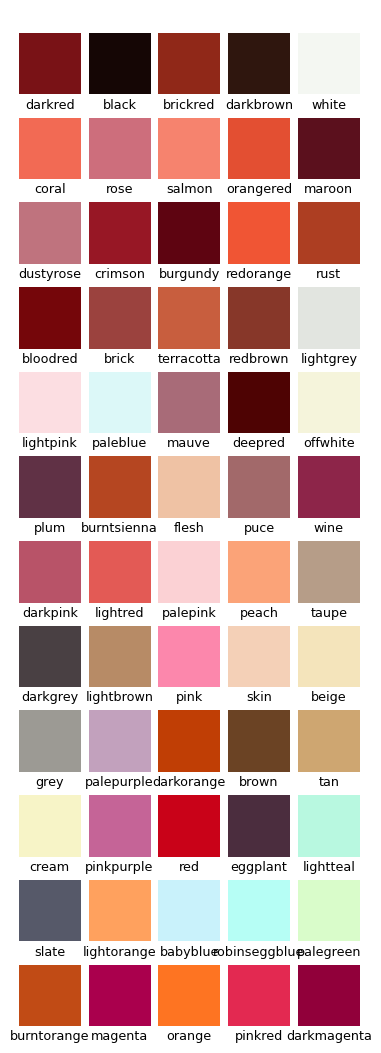 darkred black brickred darkbrown white
coral rose salmon orangered maroon
dustyrose crimson burgundy redorange rust
bloodred brick terracotta redbrown lightgrey
lightpink paleblue mauve deepred offwhite
plum burntsienna flesh puce wine
darkpink lightred palepink peach taupe
darkgrey lightbrown pink skin beige
grey palepurple darkorange brown tan
cream pinkpurple red eggplant lightteal
slate lightorange babyblue robinseggblue palegreen
burntorange magenta orange pinkred darkmagenta